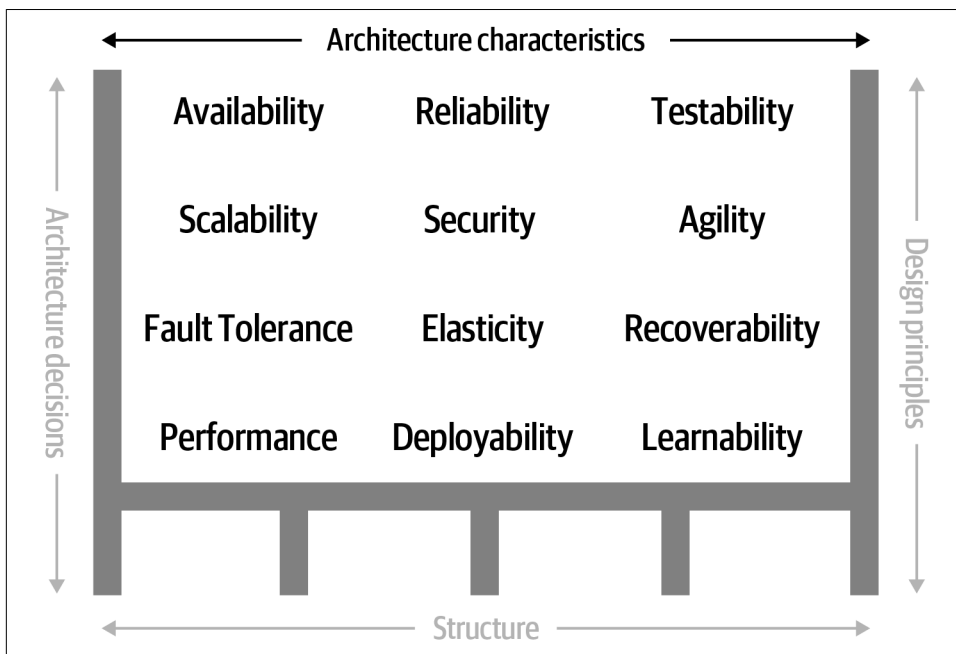 Architecture characteristics
Availability Reliability Testability
Scalability Security Agility
Fault Tolerance Elasticity Recoverability
Performance Deployability Learnability
Architecture decisions
Design principles
Structure